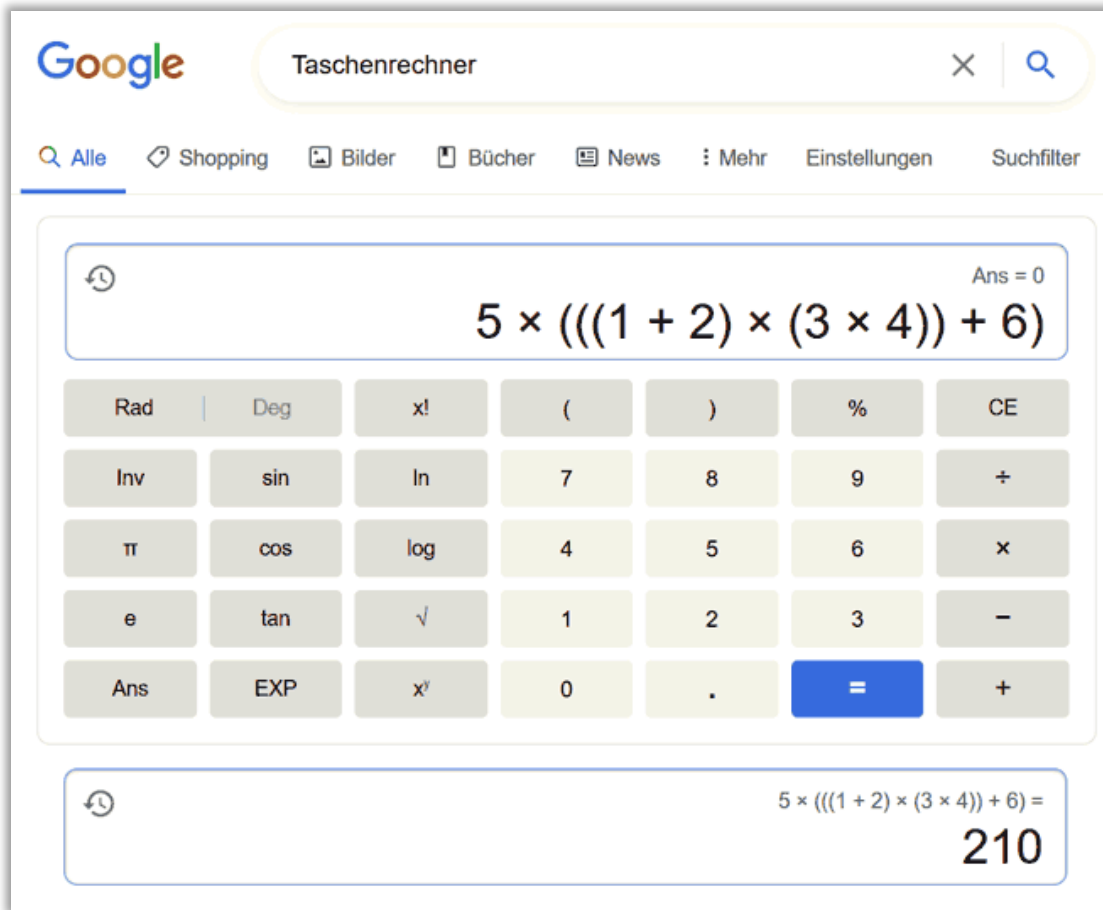 Google Taschenrechner
Alle Shopping Bilder Bücher News Mehr Einstellungen Suchfilter
Ans = 0
5 × (((1 + 2) × (3 × 4)) + 6)
Rad Deg x! ( ) % CE
Inv sin ln 7 8 9 ÷
π cos log 4 5 6 ×
e tan √ 1 2 3 −
Ans EXP xʸ 0 . = +
5 × (((1 + 2) × (3 × 4)) + 6) =
210